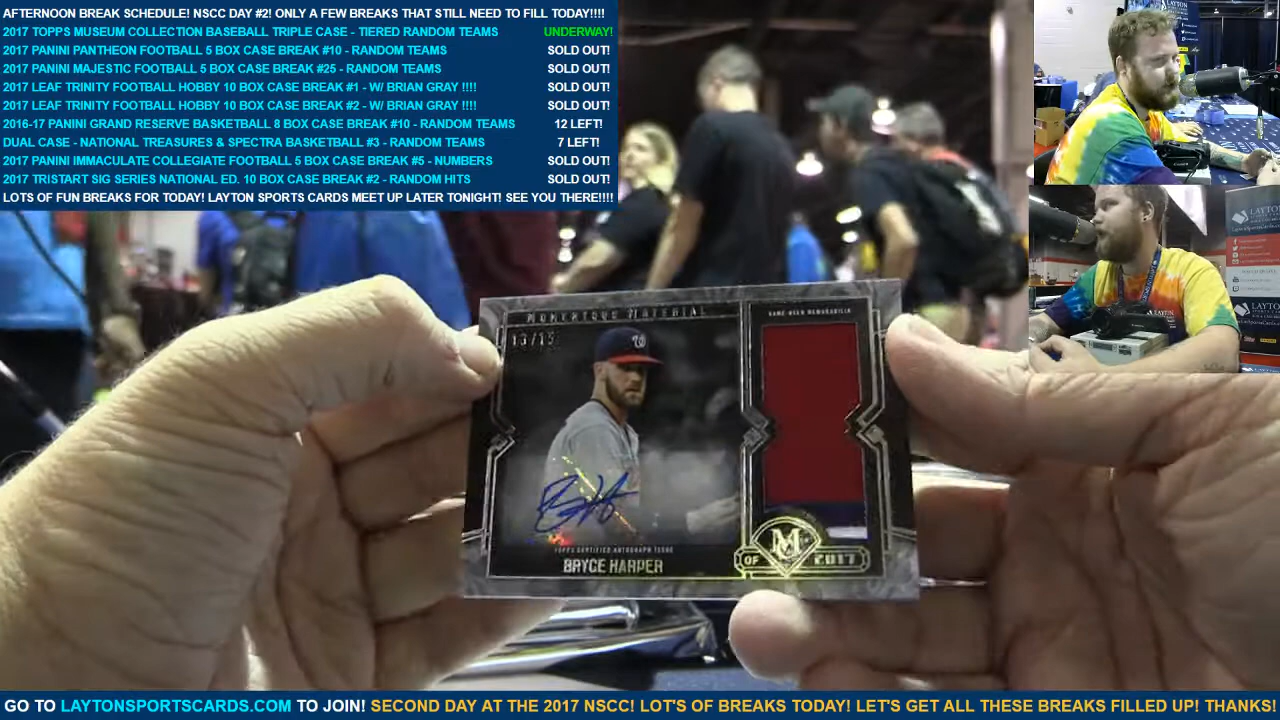 AFTERNOON BREAK SCHEDULE! NSCC DAY #2! ONLY A FEW BREAKS THAT STILL NEED TO FILL TODAY!!!!
2017 TOPPS MUSEUM COLLECTION BASEBALL TRIPLE CASE - TIERED RANDOM TEAMS UNDERWAY!
2017 PANINI PANTHEON FOOTBALL 5 BOX CASE BREAK #10 - RANDOM TEAMS SOLD OUT!
2017 PANINI MAJESTIC FOOTBALL 5 BOX CASE BREAK #25 - RANDOM TEAMS SOLD OUT!
2017 LEAF TRINITY FOOTBALL HOBBY 10 BOX CASE BREAK #1 - W/ BRIAN GRAY !!!! SOLD OUT!
2017 LEAF TRINITY FOOTBALL HOBBY 10 BOX CASE BREAK #2 - W/ BRIAN GRAY !!!! SOLD OUT!
2016-17 PANINI GRAND RESERVE BASKETBALL 8 BOX CASE BREAK #10 - RANDOM TEAMS 12 LEFT!
DUAL CASE - NATIONAL TREASURES & SPECTRA BASKETBALL #3 - RANDOM TEAMS 7 LEFT!
2017 PANINI IMMACULATE COLLEGIATE FOOTBALL 5 BOX CASE BREAK #5 - NUMBERS SOLD OUT!
2017 TRISTART SIG SERIES NATIONAL ED. 10 BOX CASE BREAK #2 - RANDOM HITS SOLD OUT!
LOTS OF FUN BREAKS FOR TODAY! LAYTON SPORTS CARDS MEET UP LATER TONIGHT! SEE YOU THERE!!!!
LAYTON
MOMENTOUS MATERIAL
GAME-WORN MEMORABILIA
13/15
W
TOPPS CERTIFIED AUTOGRAPH ISSUE
BRYCE HARPER
M
OF 2017
GO TO LAYTONSPORTSCARDS.COM TO JOIN! SECOND DAY AT THE 2017 NSCC! LOT'S OF BREAKS TODAY! LET'S GET ALL THESE BREAKS FILLED UP! THANKS!